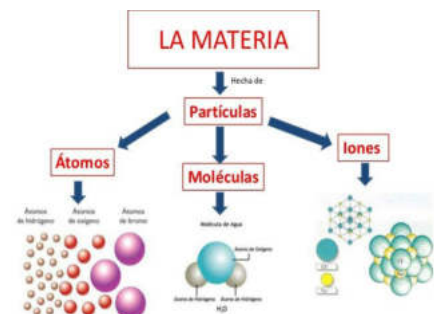 LA MATERIA
Hecha de
Partículas
Átomos
Moléculas
Iones
Átomos
de hidrógeno
Átomos
de oxígeno
Átomos
de bromo
Molécula de agua
Átomo de Oxígeno
Átomo de Hidrógeno
Átomo de Hidrógeno
H₂O